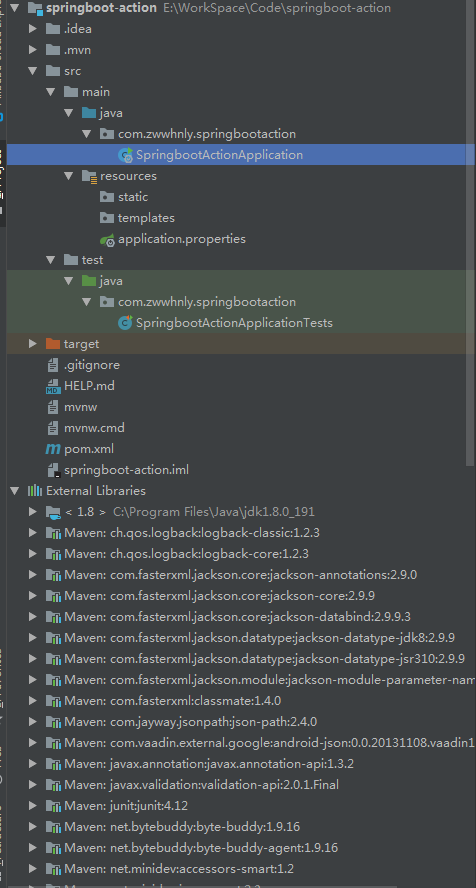 springboot-action E:\WorkSpace\Code\springboot-action
.idea
.mvn
src
main
java
com.zwwhnly.springbootaction
SpringbootActionApplication
resources
static
templates
application.properties
test
java
com.zwwhnly.springbootaction
SpringbootActionApplicationTests
target
.gitignore
HELP.md
mvnw
mvnw.cmd
pom.xml
springboot-action.iml
External Libraries
< 1.8 > C:\Program Files\Java\jdk1.8.0_191
Maven: ch.qos.logback:logback-classic:1.2.3
Maven: ch.qos.logback:logback-core:1.2.3
Maven: com.fasterxml.jackson.core:jackson-annotations:2.9.0
Maven: com.fasterxml.jackson.core:jackson-core:2.9.9
Maven: com.fasterxml.jackson.core:jackson-databind:2.9.9.3
Maven: com.fasterxml.jackson.datatype:jackson-datatype-jdk8:2.9.9
Maven: com.fasterxml.jackson.datatype:jackson-datatype-jsr310:2.9.9
Maven: com.fasterxml.jackson.module:jackson-module-parameter-nam
Maven: com.fasterxml:classmate:1.4.0
Maven: com.jayway.jsonpath:json-path:2.4.0
Maven: com.vaadin.external.google:android-json:0.0.20131108.vaadin1
Maven: javax.annotation:javax.annotation-api:1.3.2
Maven: javax.validation:validation-api:2.0.1.Final
Maven: junit:junit:4.12
Maven: net.bytebuddy:byte-buddy:1.9.16
Maven: net.bytebuddy:byte-buddy-agent:1.9.16
Maven: net.minidev:accessors-smart:1.2